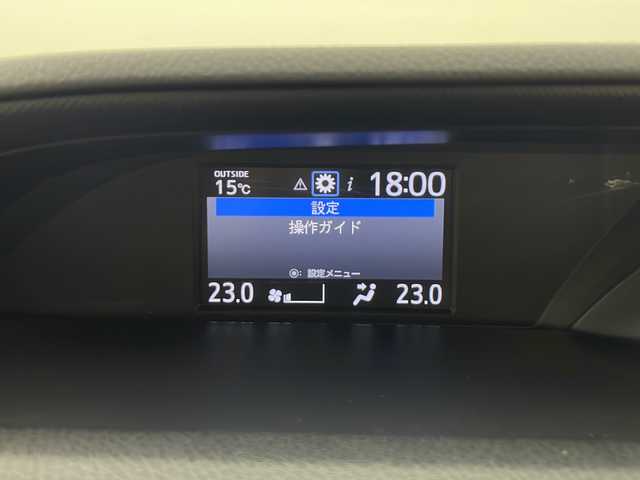 OUTSIDE
15℃
i 18:00
設定
操作ガイド
◉: 設定メニュー
23.0 23.0